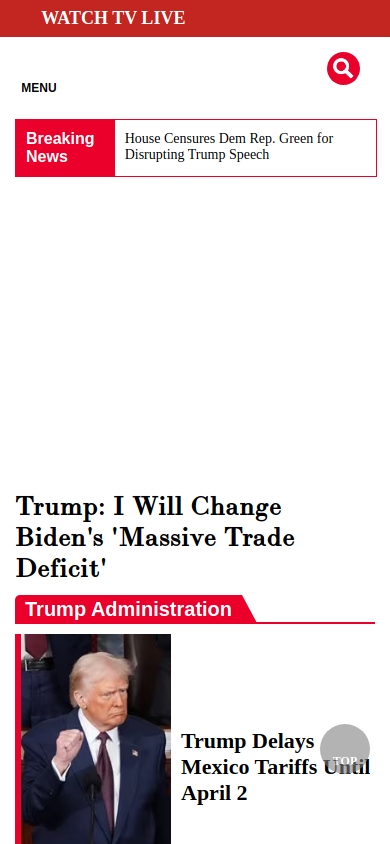 WATCH TV LIVE
MENU
Breaking
News
House Censures Dem Rep. Green for
Disrupting Trump Speech
Trump: I Will Change
Biden's 'Massive Trade
Deficit'
Trump Administration
Trump Delays
Mexico Tariffs Until
April 2
TOP